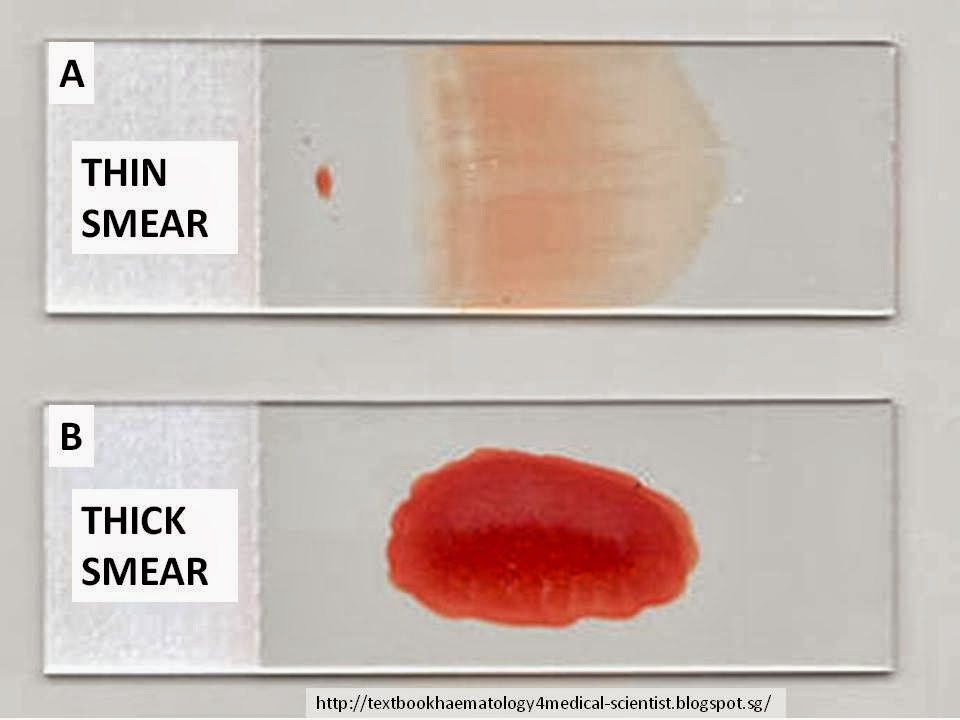 A
THIN
SMEAR
B
THICK
SMEAR
http://textbookhaematology4medical-scientist.blogspot.sg/